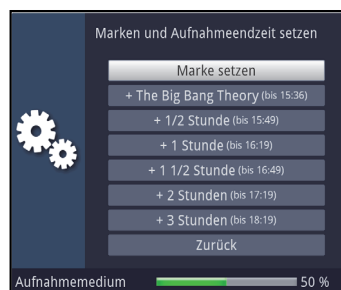 Marken und Aufnahmeendzeit setzen
Marke setzen
+ The Big Bang Theory (bis 15:36)
+ 1/2 Stunde (bis 15:49)
+ 1 Stunde (bis 16:19)
+ 1 1/2 Stunde (bis 16:49)
+ 2 Stunden (bis 17:19)
+ 3 Stunden (bis 18:19)
Zurück
Aufnahmemedium 50 %